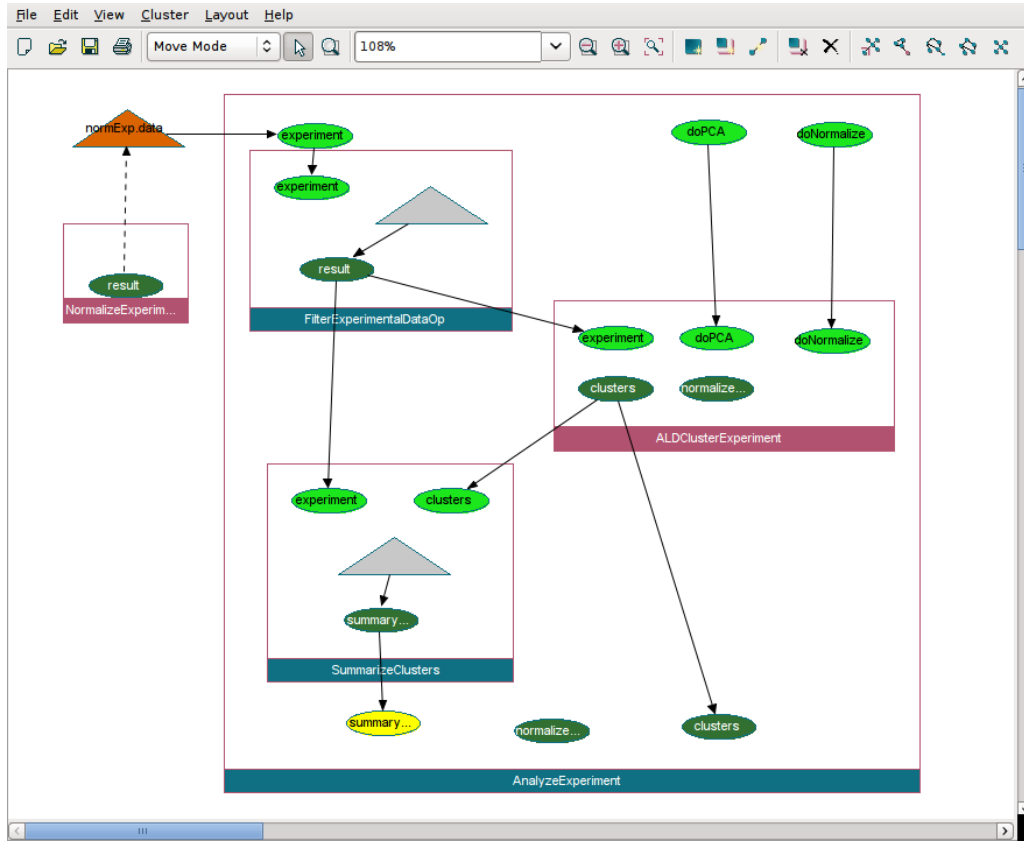 File Edit View Cluster Layout Help
Move Mode 108%
normExp.data
experiment
doPCA
doNormalize
experiment
result
result
NormalizeExperim...
FilterExperimentalDataOp
experiment
doPCA
doNormalize
clusters
normalize...
ALDClusterExperiment
experiment
clusters
summary...
SummarizeClusters
summary...
normalize...
clusters
AnalyzeExperiment